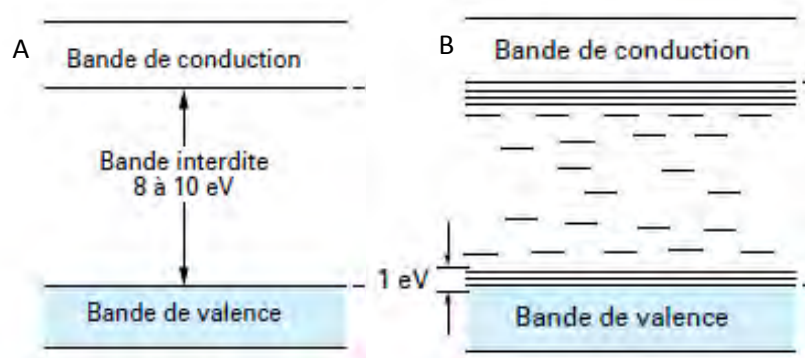 A
Bande de conduction
Bande interdite
8 à 10 eV
Bande de valence
B
Bande de conduction
1 eV
Bande de valence